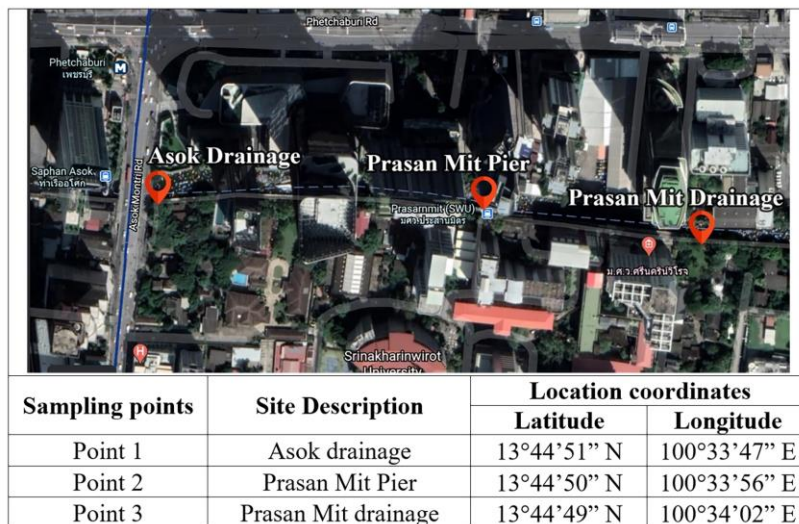 Phetchaburi Rd
Phetchaburi
เพชรบุรี
M
Asok Drainage
Prasan Mit Pier
Saphan Asok
ท่าเรืออโศก
Asok Montri Rd
Prasan Mit Drainage
Prasarnmit (SWU)
มศว.ประสานมิตร
ม.ศ.ว.ศรีนครินวิโรจ
H
Srinakharinwirot
University
Sampling points Site Description Location coordinates
Latitude Longitude
Point 1 Asok drainage 13°44’51” N 100°33’47” E
Point 2 Prasan Mit Pier 13°44’50” N 100°33’56” E
Point 3 Prasan Mit drainage 13°44’49” N 100°34’02” E